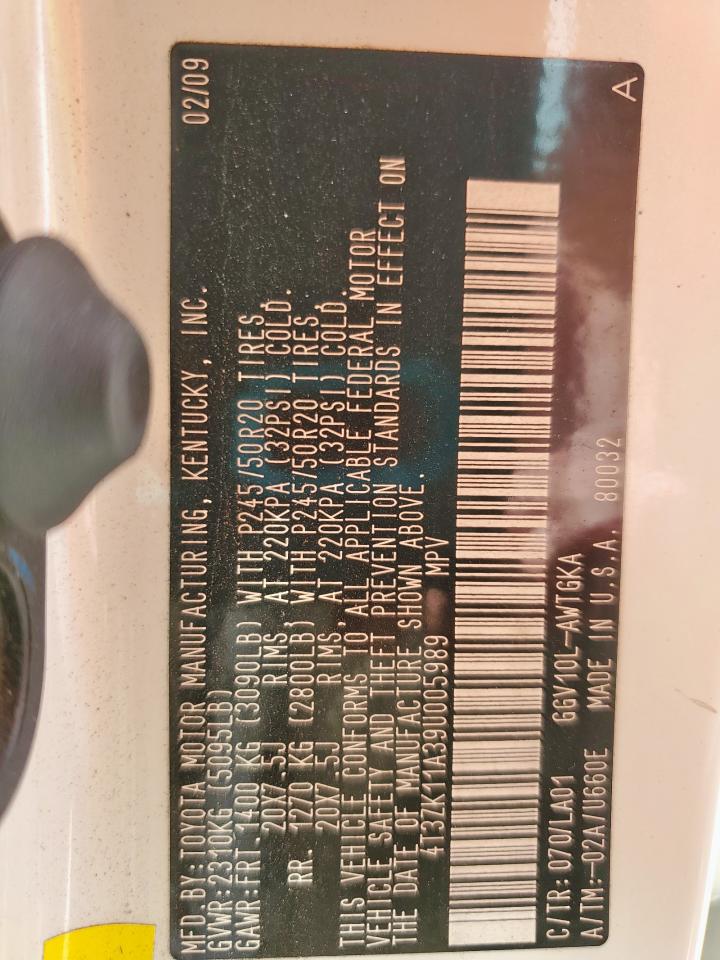 MFD.BY:TOYOTA MOTOR MANUFACTURING, KENTUCKY, INC. 02/09
GVWR:2310KG (5095LB)
GAWR:FRT.1400 KG (3090LB) WITH P245/50R20 TIRES,
20X7.5J RIMS, AT 220KPA (32PSI) COLD.
RR. 1270 KG (2800LB) WITH P245/50R20 TIRES,
20X7.5J RIMS, AT 220KPA (32PSI) COLD.
THIS VEHICLE CONFORMS TO ALL APPLICABLE FEDERAL MOTOR
VEHICLE SAFETY AND THEFT PREVENTION STANDARDS IN EFFECT ON
THE DATE OF MANUFACTURE SHOWN ABOVE.
4T3ZK11A39U005989 MPV
C/TR: 070/LA01 GGV10L-AWTGKA
A/TM:-02A/U660E MADE IN U.S.A. 80032 A